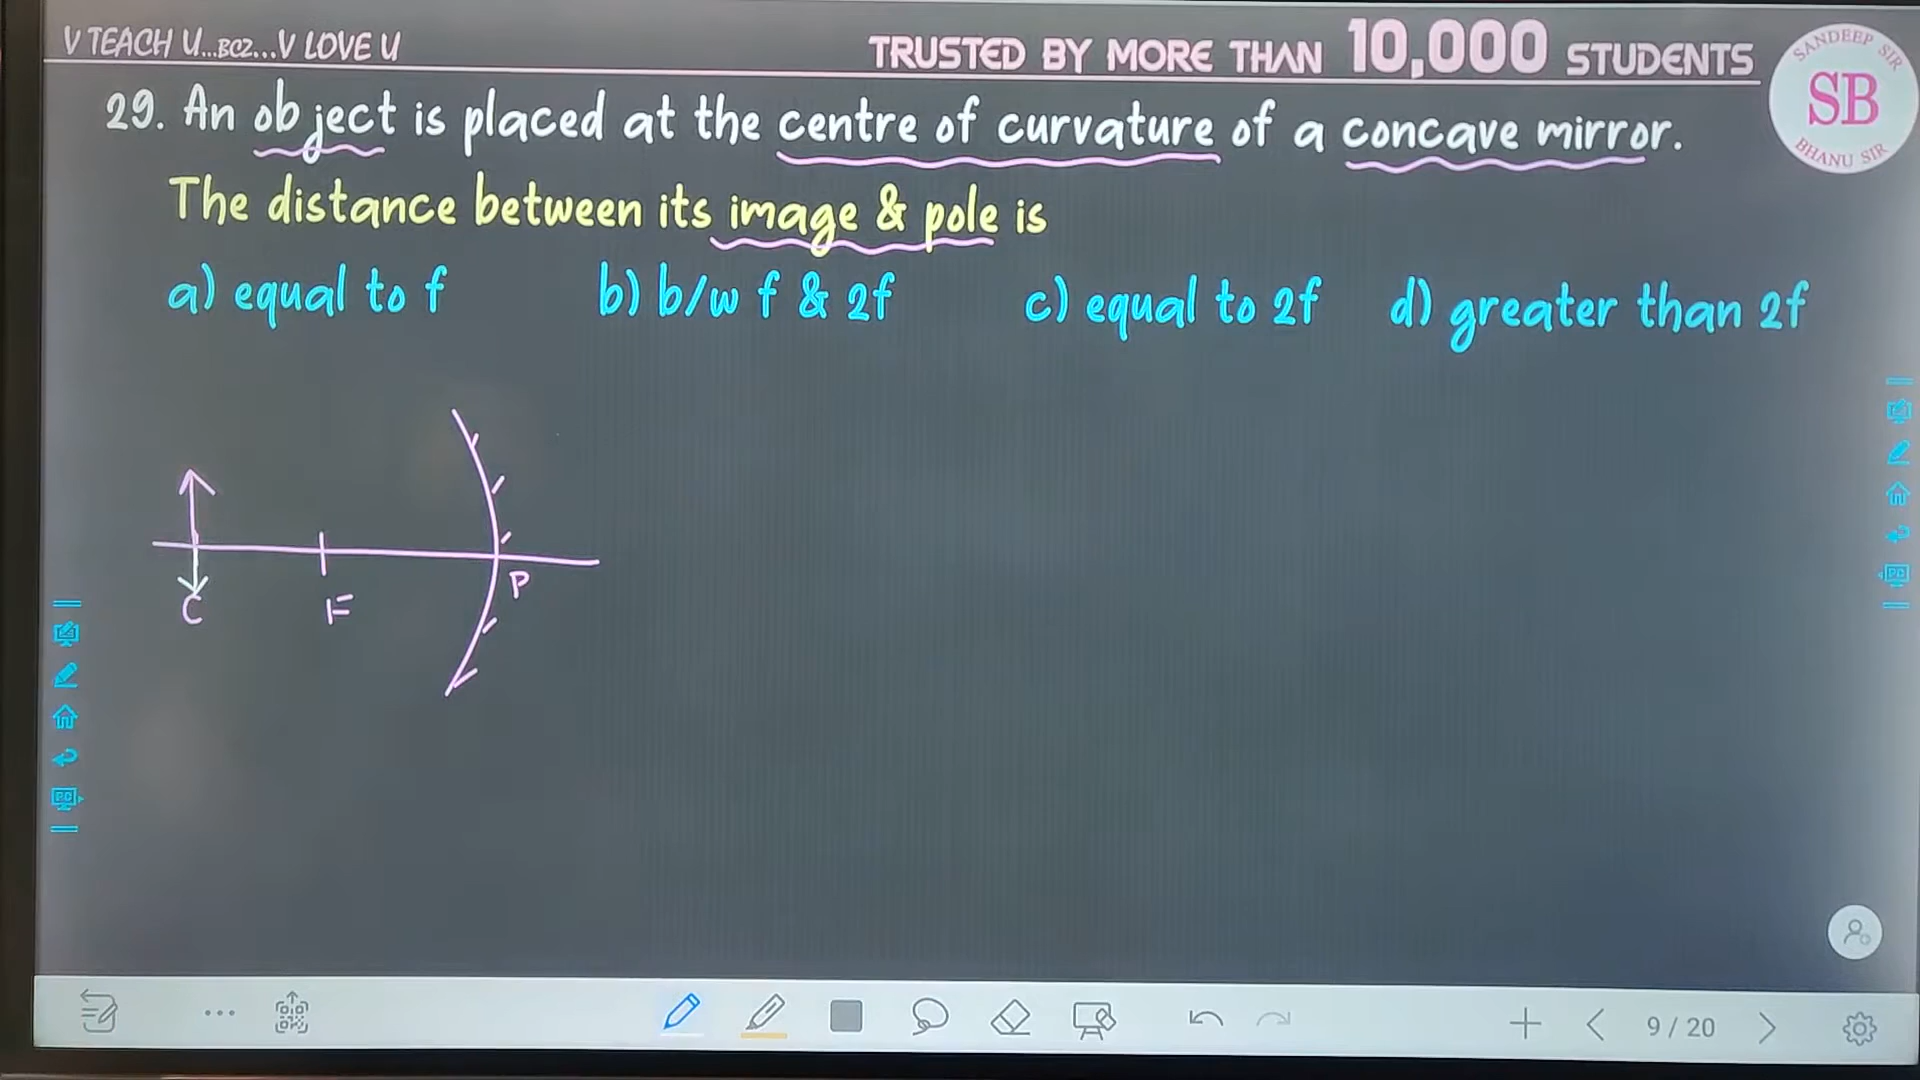 V TEACH U...BCZ...V LOVE U
TRUSTED BY MORE THAN 10,000 STUDENTS
SANDEEP SIR
SB
BHANU SIR
29. An object is placed at the centre of curvature of a concave mirror.
The distance between its image & pole is
a) equal to f b) b/w f & 2f c) equal to 2f d) greater than 2f
C F P
9 / 20